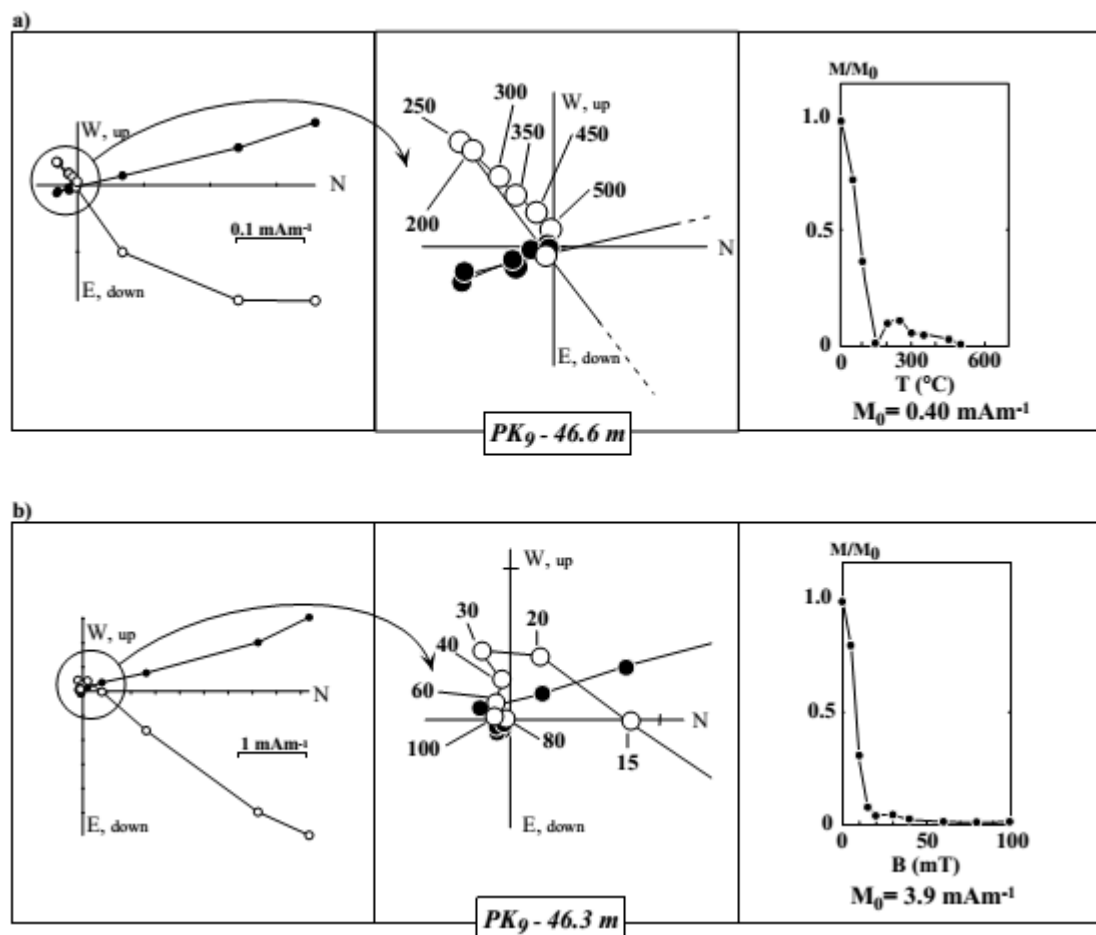 a)
W, up
N
0.1 mAm-1
E, down
250
300
350
450
500
200
W, up
N
E, down
PK9 - 46.6 m
M/M0
1.0
0.5
0
0 300 600
T (°C)
M0= 0.40 mAm-1
b)
W, up
N
1 mAm-1
E, down
W, up
30
20
40
60
100
80
15
N
E, down
PK9 - 46.3 m
M/M0
1.0
0.5
0
0 50 100
B (mT)
M0= 3.9 mAm-1